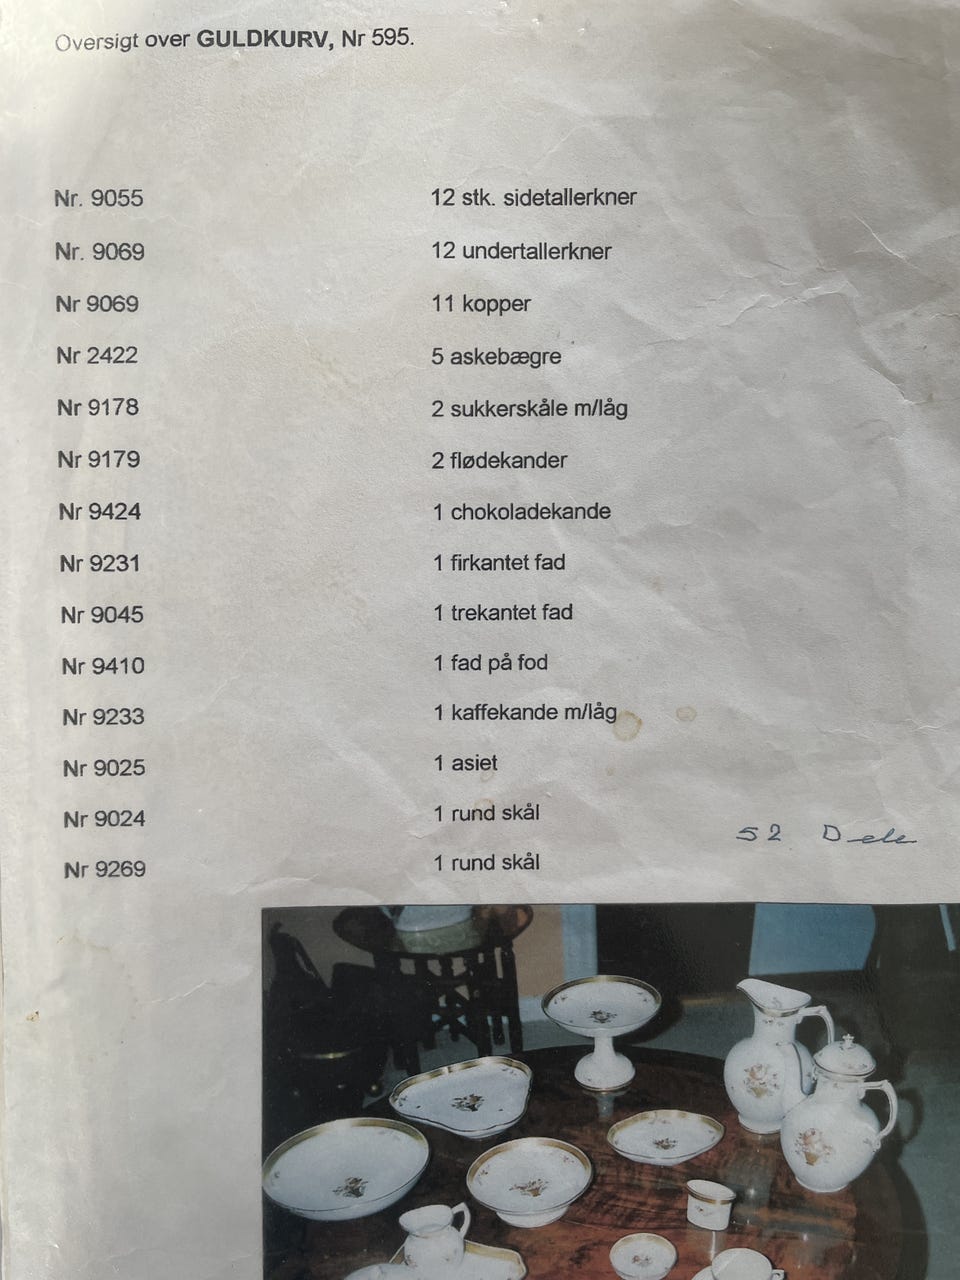 Oversigt over GULDKURV, Nr 595.
Nr. 9055 12 stk. sidetallerkner
Nr. 9069 12 undertallerkner
Nr 9069 11 kopper
Nr 2422 5 askebægre
Nr 9178 2 sukkerskåle m/låg
Nr 9179 2 flødekander
Nr 9424 1 chokoladekande
Nr 9231 1 firkantet fad
Nr 9045 1 trekantet fad
Nr 9410 1 fad på fod
Nr 9233 1 kaffekande m/låg
Nr 9025 1 asiet
Nr 9024 1 rund skål
52 Dele
Nr 9269 1 rund skål